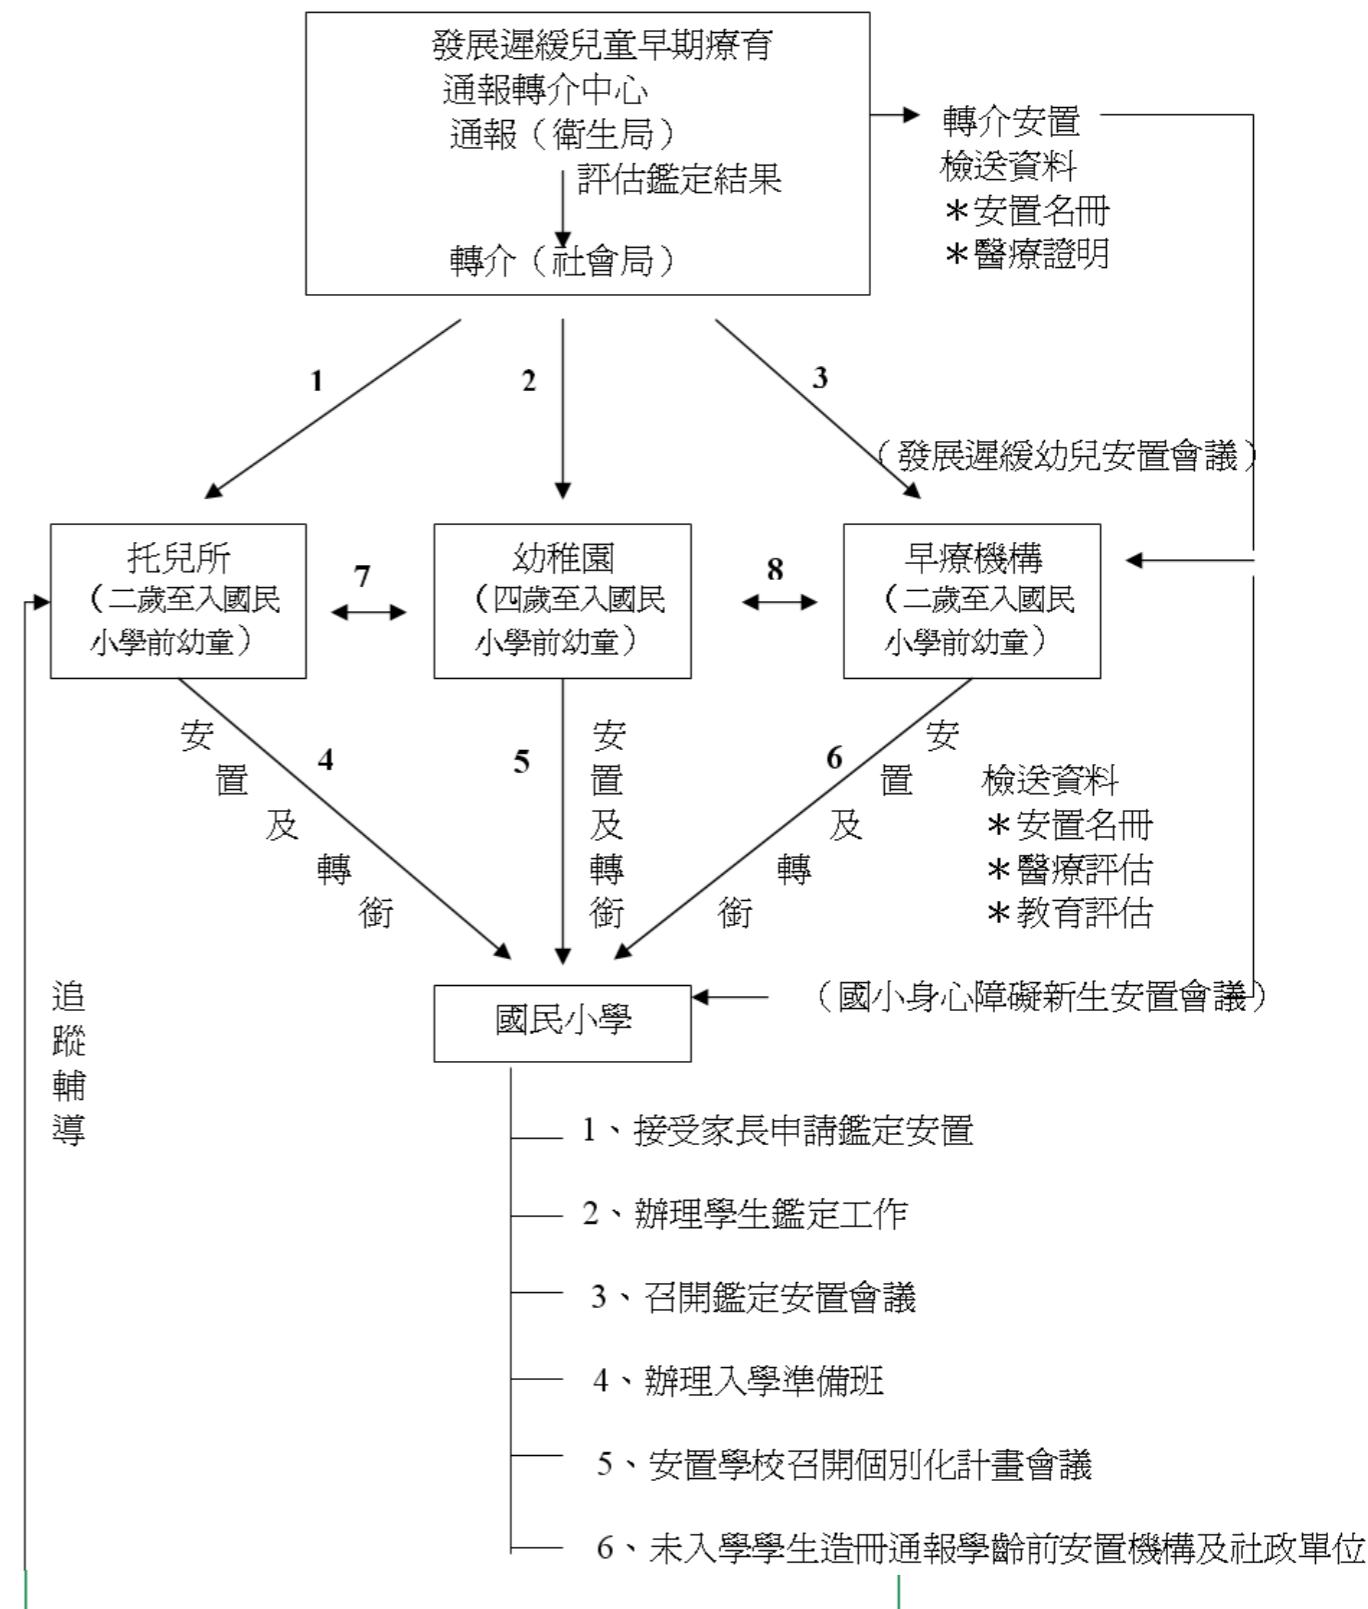 發展遲緩兒童早期療育
通報轉介中心
通報（衛生局）
評估鑑定結果
轉介（社會局）
轉介安置
檢送資料
＊安置名冊
＊醫療證明
1
2
3
（發展遲緩幼兒安置會議）
托兒所
（二歲至入國民
小學前幼童）
7
幼稚園
（四歲至入國民
小學前幼童）
8
早療機構
（二歲至入國民
小學前幼童）
4
安置及轉銜
5
安置及轉銜
6
安置及轉銜
檢送資料
＊安置名冊
＊醫療評估
＊教育評估
追蹤輔導
國民小學
（國小身心障礙新生安置會議）
1、接受家長申請鑑定安置
2、辦理學生鑑定工作
3、召開鑑定安置會議
4、辦理入學準備班
5、安置學校召開個別化計畫會議
6、未入學學生造冊通報學齡前安置機構及社政單位